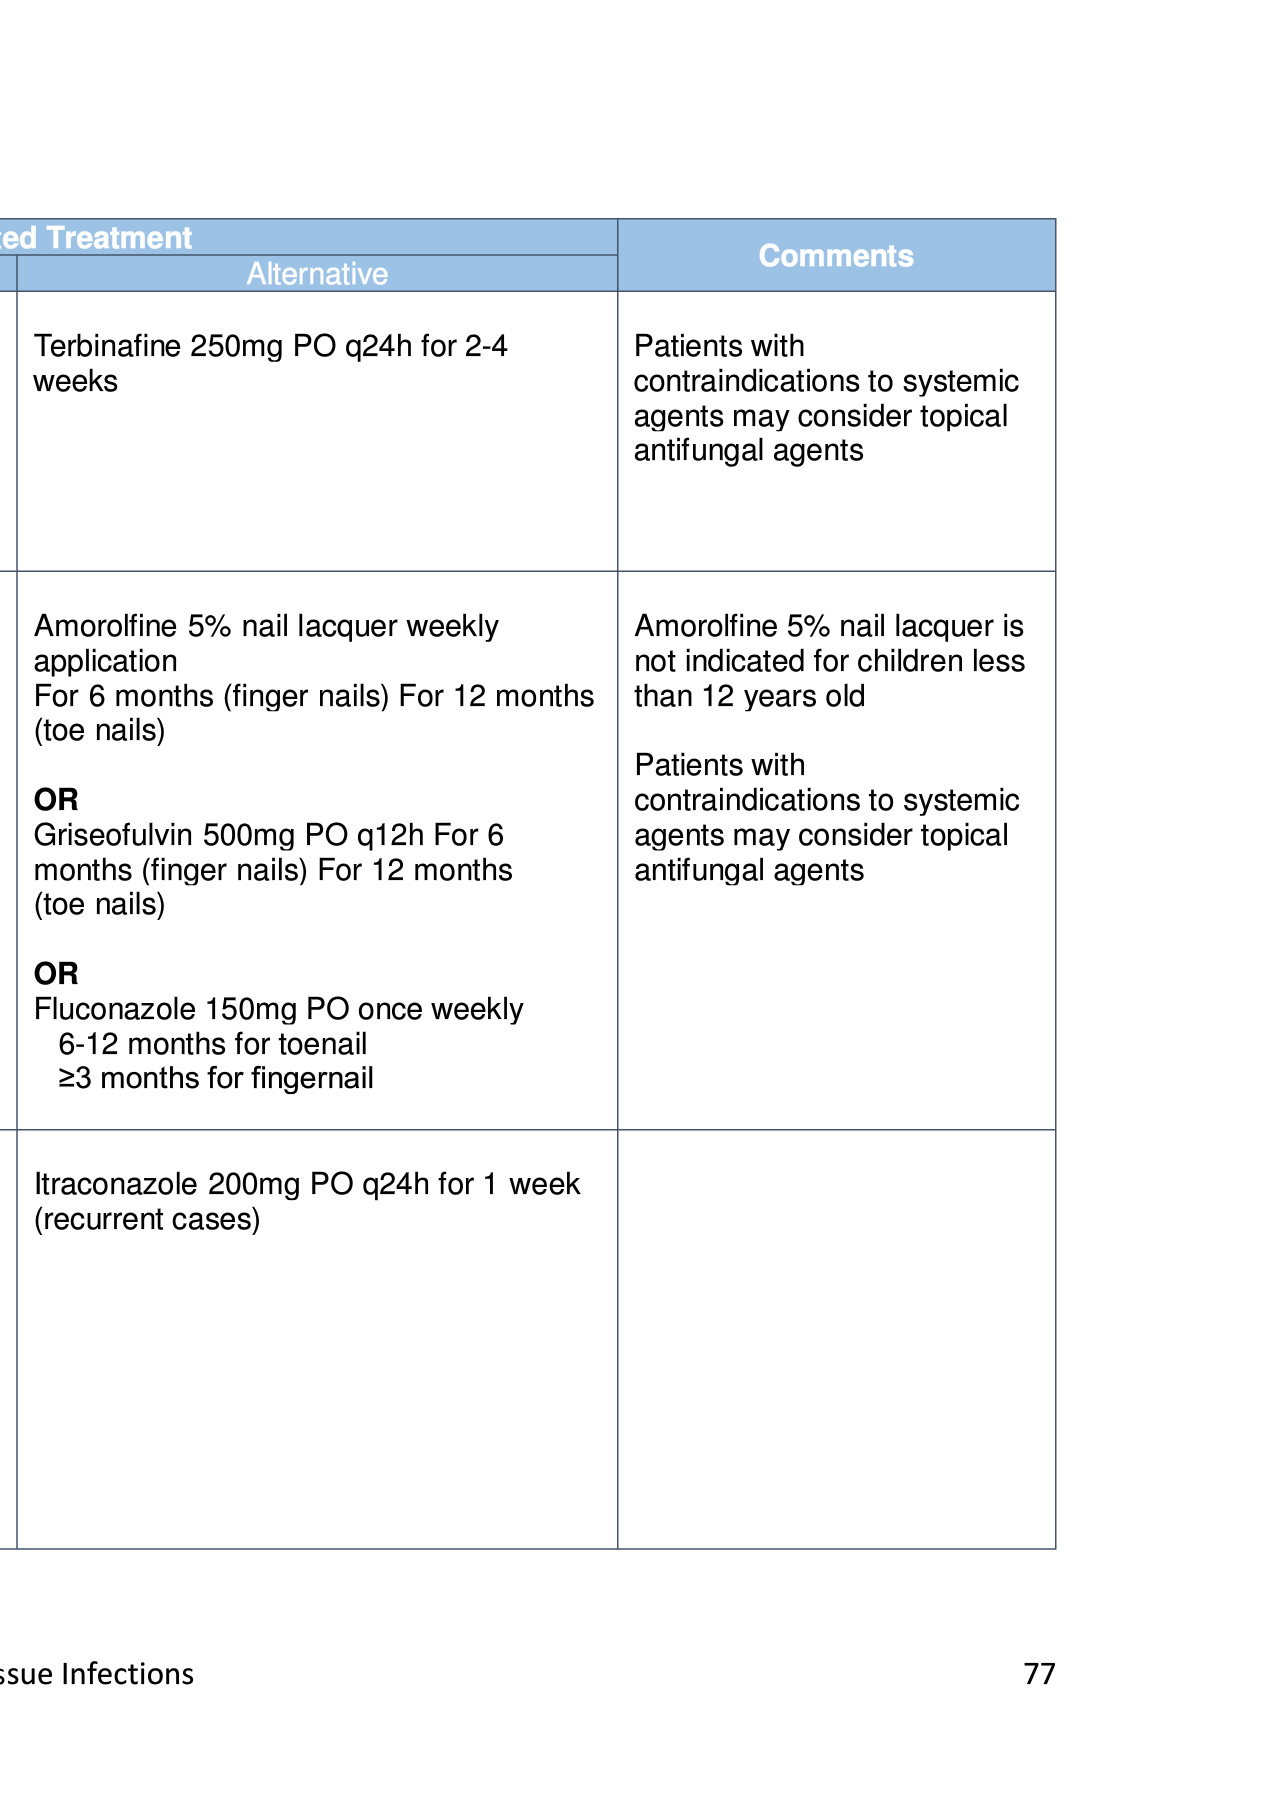 ted Treatment
Comments
Alternative
Terbinafine 250mg PO q24h for 2-4
weeks
Patients with
contraindications to systemic
agents may consider topical
antifungal agents
Amorolfine 5% nail lacquer weekly
application
For 6 months (finger nails) For 12 months
(toe nails)
OR
Griseofulvin 500mg PO q12h For 6
months (finger nails) For 12 months
(toe nails)
OR
Fluconazole 150mg PO once weekly
6-12 months for toenail
≥3 months for fingernail
Amorolfine 5% nail lacquer is
not indicated for children less
than 12 years old
Patients with
contraindications to systemic
agents may consider topical
antifungal agents
Itraconazole 200mg PO q24h for 1 week
(recurrent cases)
ssue Infections
77